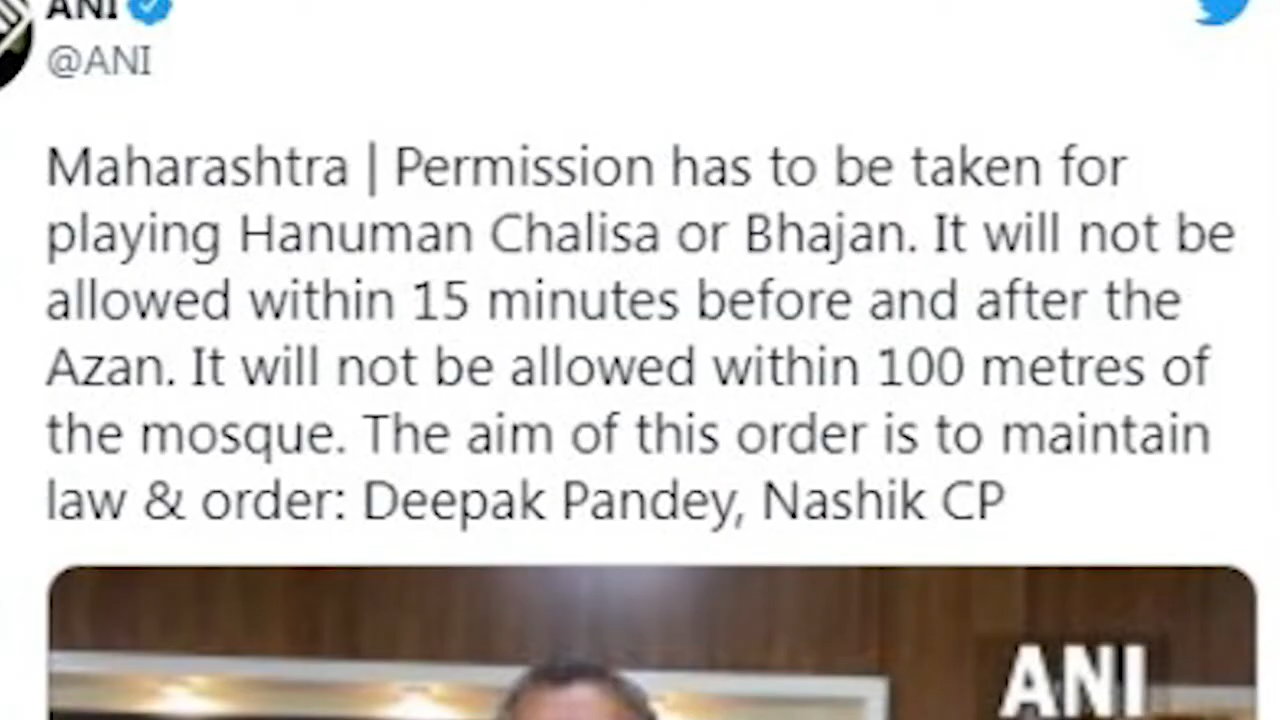 ANI
@ANI
Maharashtra | Permission has to be taken for
playing Hanuman Chalisa or Bhajan. It will not be
allowed within 15 minutes before and after the
Azan. It will not be allowed within 100 metres of
the mosque. The aim of this order is to maintain
law & order: Deepak Pandey, Nashik CP
ANI